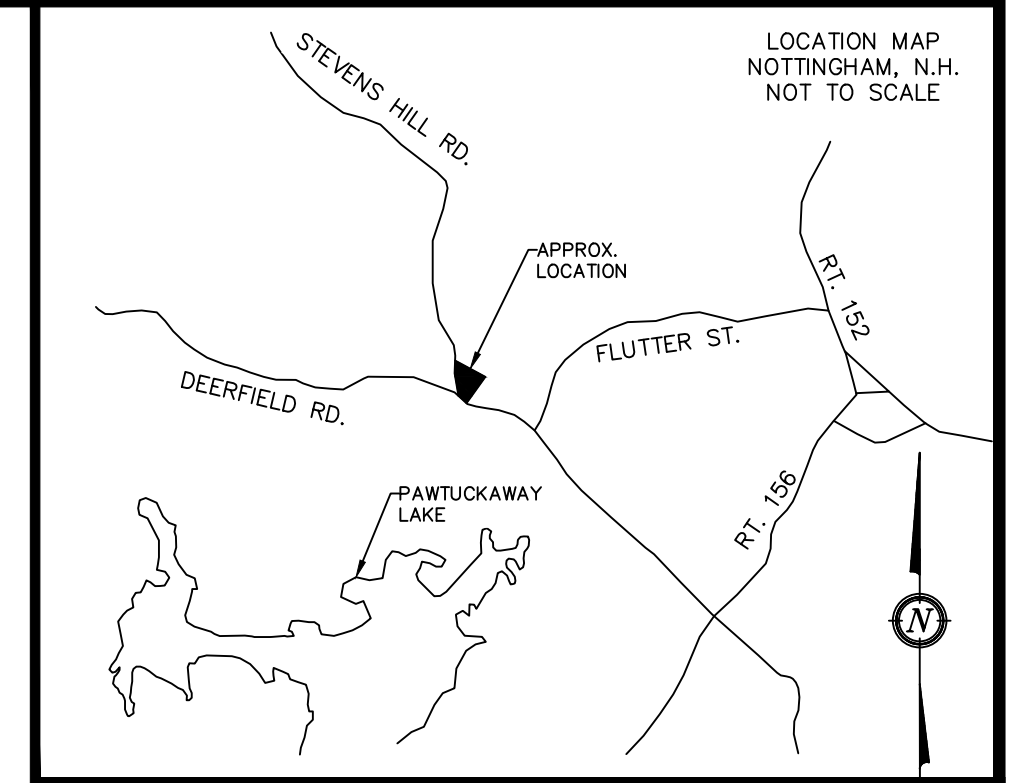 LOCATION MAP
NOTTINGHAM, N.H.
NOT TO SCALE
STEVENS HILL RD.
APPROX.
LOCATION
RT. 152
FLUTTER ST.
DEERFIELD RD.
PAWTUCKAWAY
LAKE
RT. 156
N